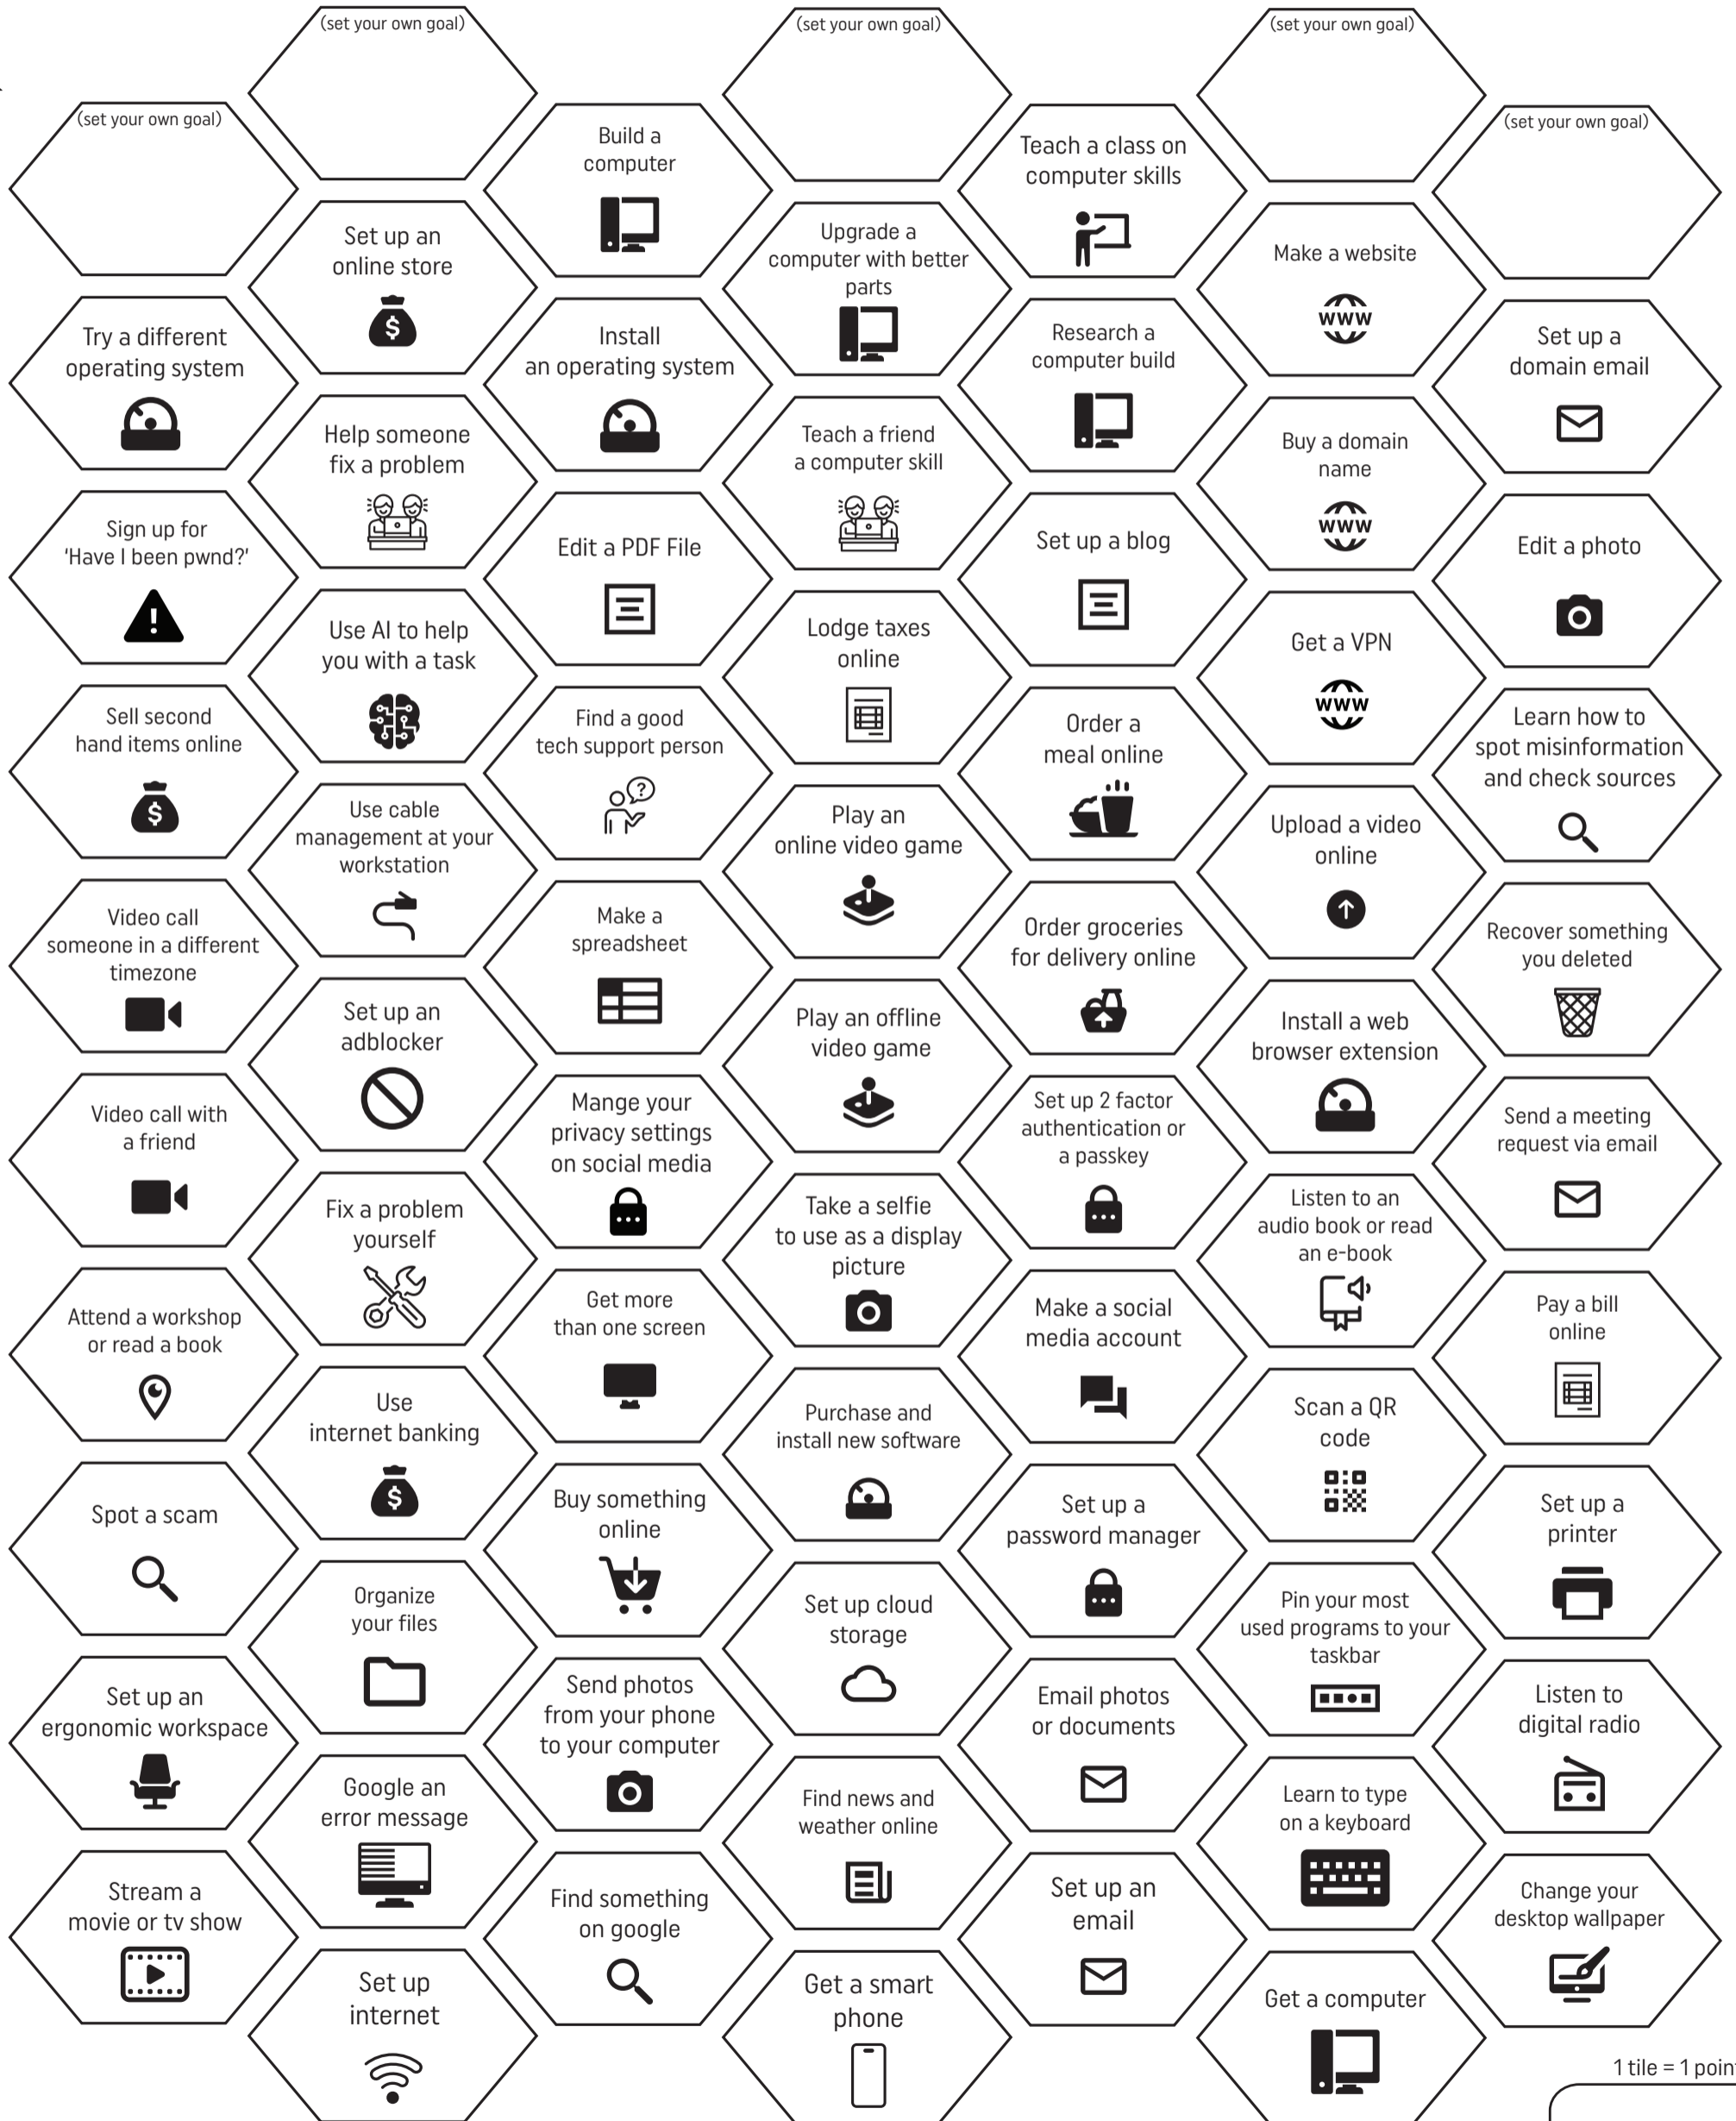 (set your own goal)
(set your own goal)
(set your own goal)
(set your own goal)
(set your own goal)
Build a
computer
Teach a class on
computer skills
Set up an
online store
Upgrade a
computer with better
parts
Make a website
www
Try a different
operating system
Install
an operating system
Research a
computer build
Set up a
domain email
Help someone
fix a problem
Teach a friend
a computer skill
Buy a domain
name
www
Sign up for
'Have I been pwnd?'
Edit a PDF File
Set up a blog
Edit a photo
Use AI to help
you with a task
Lodge taxes
online
Get a VPN
www
Sell second
hand items online
Find a good
tech support person
Order a
meal online
Learn how to
spot misinformation
and check sources
Use cable
management at your
workstation
Play an
online video game
Upload a video
online
Video call
someone in a different
timezone
Make a
spreadsheet
Order groceries
for delivery online
Recover something
you deleted
Set up an
adblocker
Play an offline
video game
Install a web
browser extension
Video call with
a friend
Mange your
privacy settings
on social media
Set up 2 factor
authentication or
a passkey
Send a meeting
request via email
Fix a problem
yourself
Take a selfie
to use as a display
picture
Listen to an
audio book or read
an e-book
Attend a workshop
or read a book
Get more
than one screen
Make a social
media account
Pay a bill
online
Use
internet banking
Purchase and
install new software
Scan a QR
code
Spot a scam
Buy something
online
Set up a
password manager
Set up a
printer
Organize
your files
Set up cloud
storage
Pin your most
used programs to your
taskbar
Set up an
ergonomic workspace
Send photos
from your phone
to your computer
Email photos
or documents
Listen to
digital radio
Google an
error message
Find news and
weather online
Learn to type
on a keyboard
Stream a
movie or tv show
Find something
on google
Set up an
email
Change your
desktop wallpaper
Set up
internet
Get a smart
phone
Get a computer
1 tile = 1 point